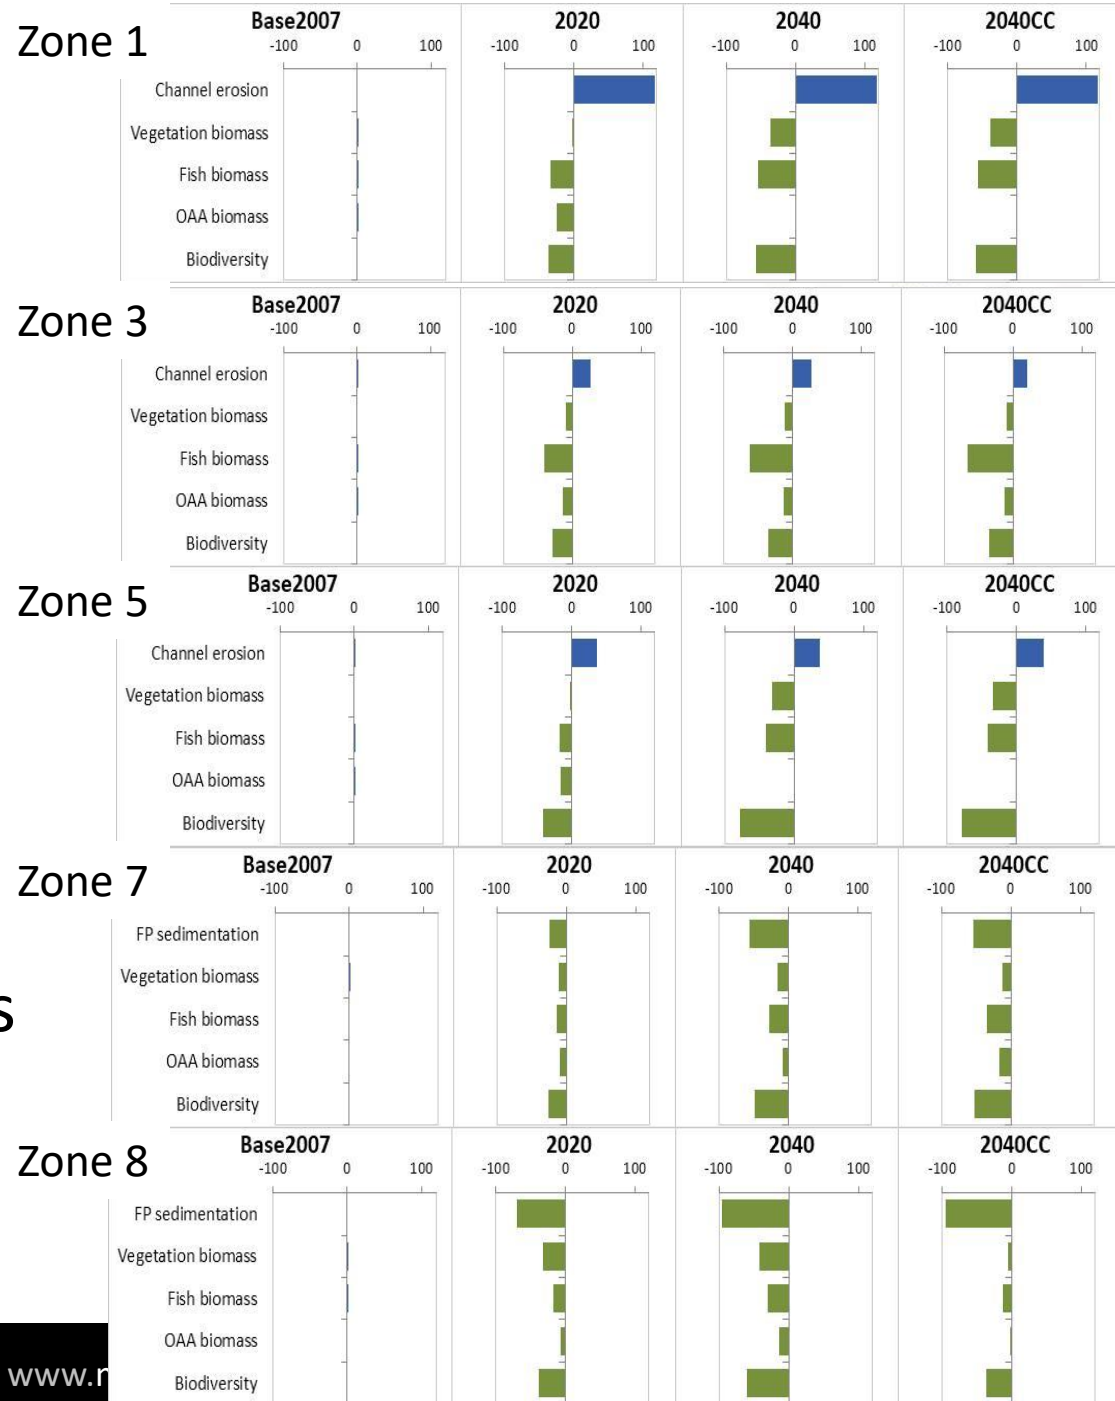 Zone 1
Base2007 2020 2040 2040CC
-100 0 100 -100 0 100 -100 0 100 -100 0 100
Channel erosion
Vegetation biomass
Fish biomass
OAA biomass
Biodiversity
Zone 3
Base2007 2020 2040 2040CC
-100 0 100 -100 0 100 -100 0 100 -100 0 100
Channel erosion
Vegetation biomass
Fish biomass
OAA biomass
Biodiversity
Zone 5
Base2007 2020 2040 2040CC
-100 0 100 -100 0 100 -100 0 100 -100 0 100
Channel erosion
Vegetation biomass
Fish biomass
OAA biomass
Biodiversity
Zone 7
Base2007 2020 2040 2040CC
-100 0 100 -100 0 100 -100 0 100 -100 0 100
FP sedimentation
Vegetation biomass
s
Fish biomass
OAA biomass
Biodiversity
Zone 8
Base2007 2020 2040 2040CC
-100 0 100 -100 0 100 -100 0 100 -100 0 100
FP sedimentation
Vegetation biomass
Fish biomass
OAA biomass
www.
Biodiversity